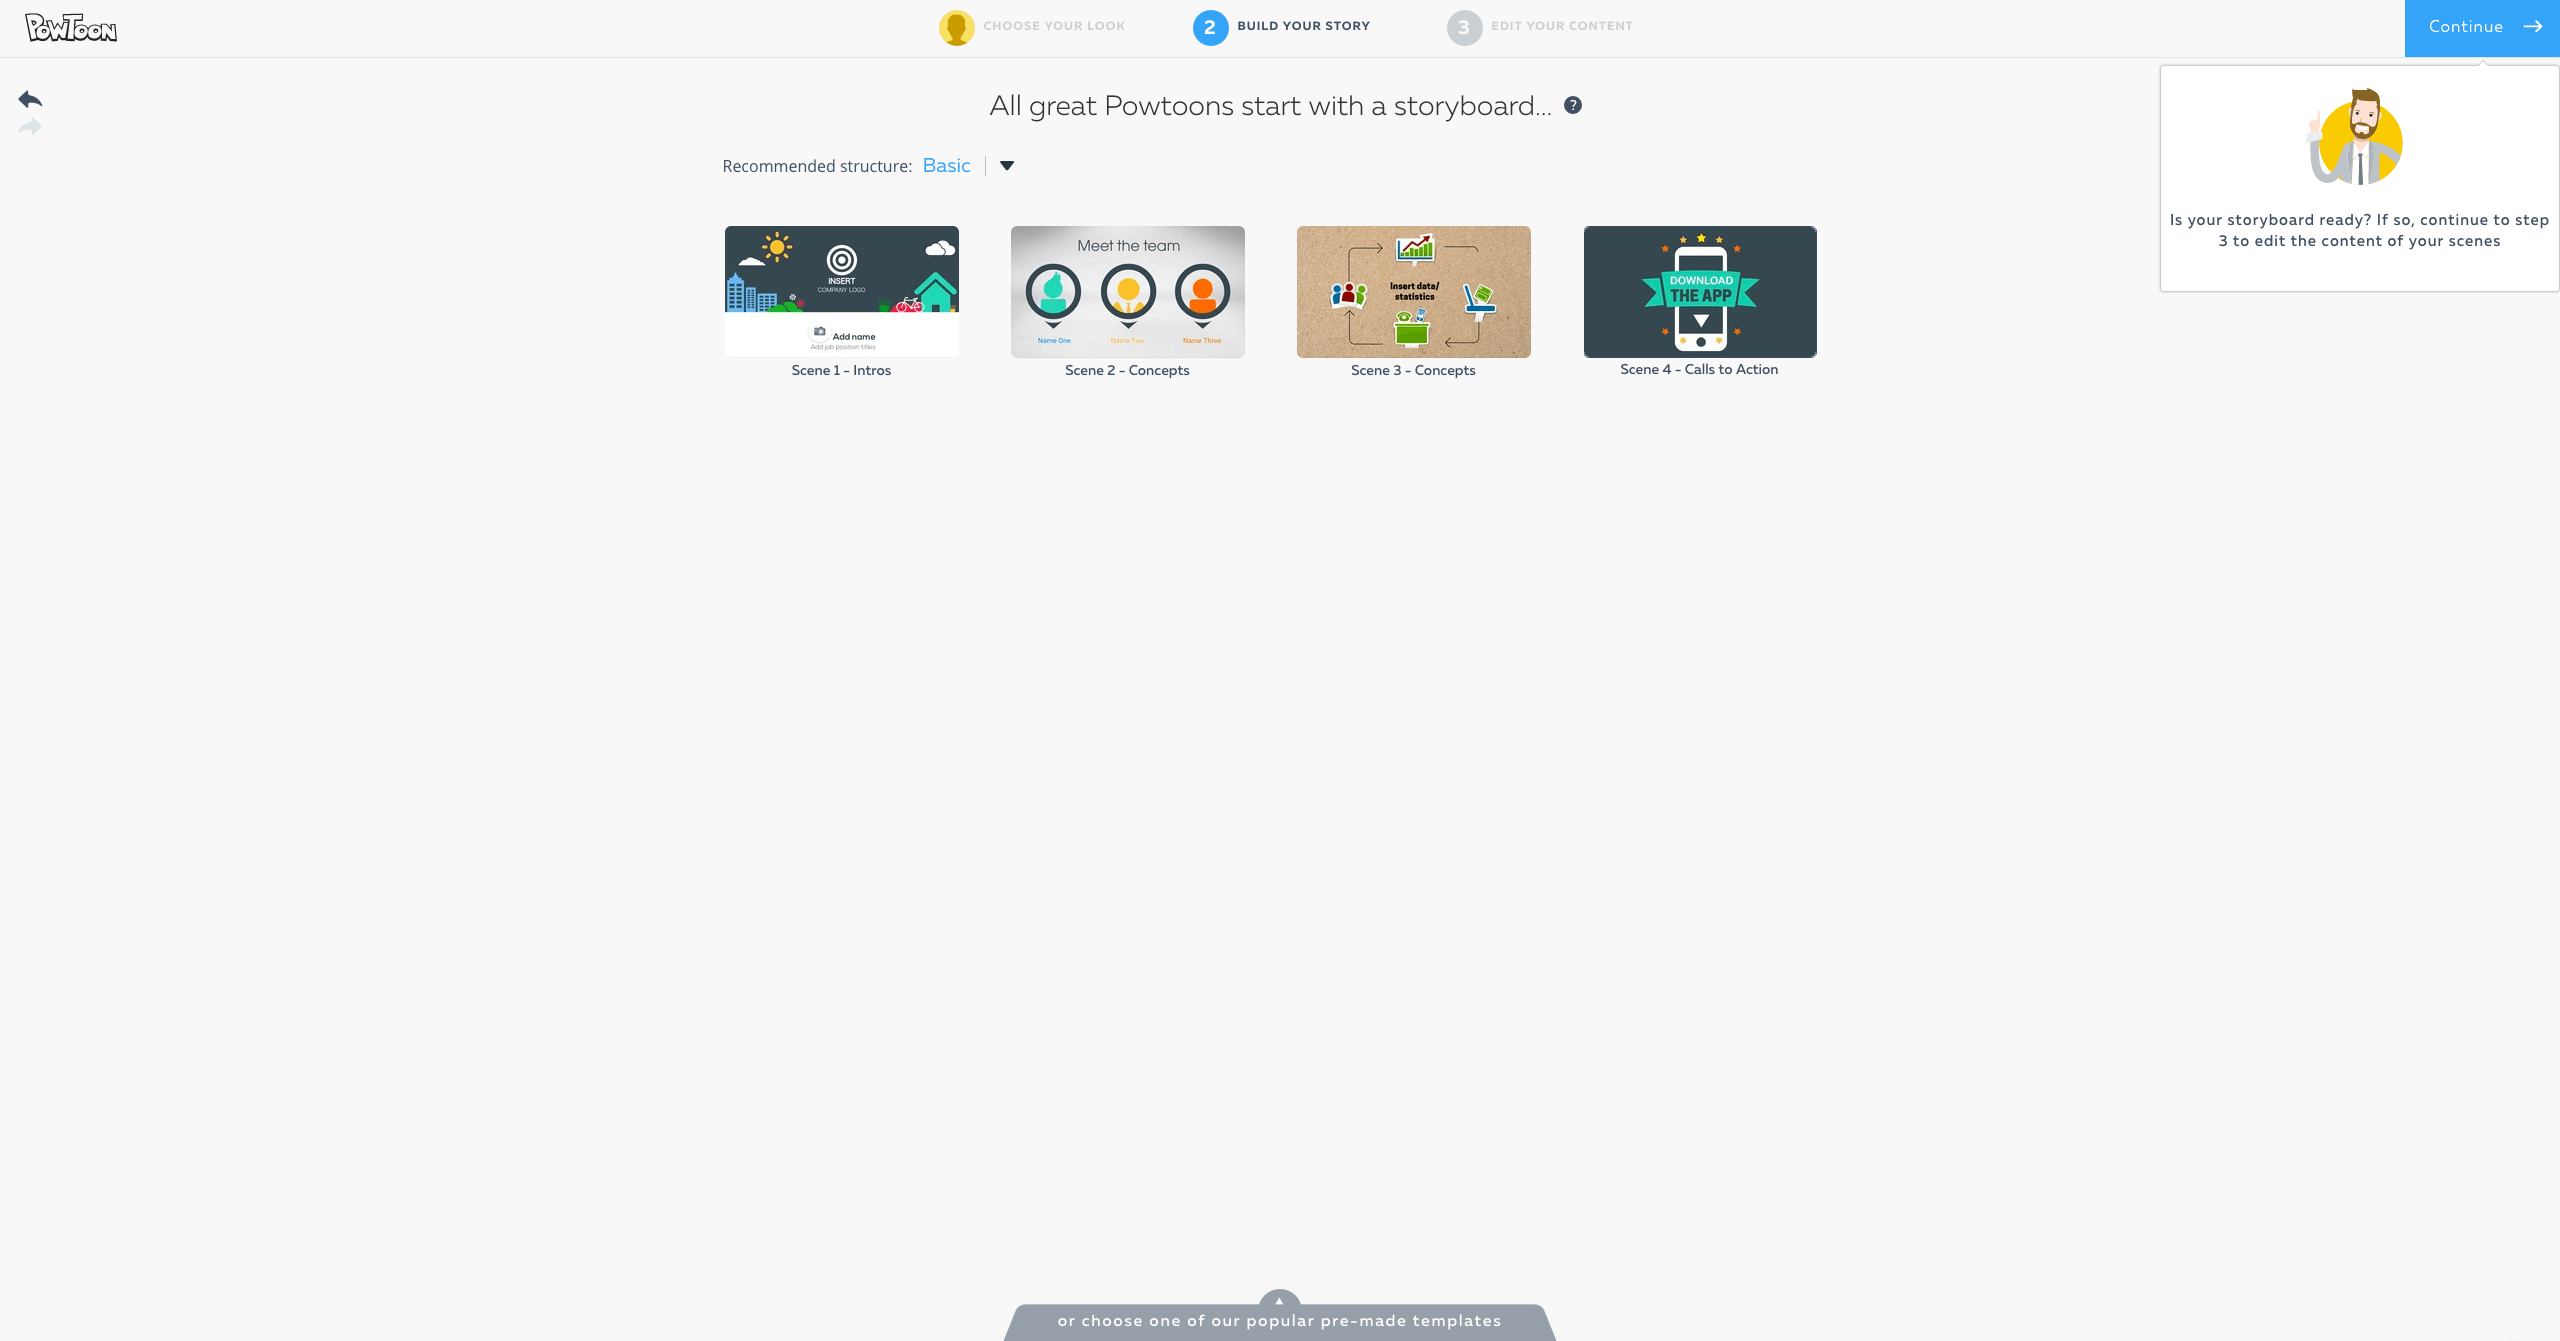 PowToon
CHOOSE YOUR LOOK
2 BUILD YOUR STORY
3 EDIT YOUR CONTENT
Continue
All great Powtoons start with a storyboard... ?
Is your storyboard ready? If so, continue to step
3 to edit the content of your scenes
Recommended structure: Basic
INSERT
COMPANY LOGO
Add name
Add job position titles
Scene 1 - Intros
Meet the team
Name One
Name Two
Name Three
Scene 2 - Concepts
Insert data/
statistics
Scene 3 - Concepts
DOWNLOAD
THE APP
Scene 4 - Calls to Action
or choose one of our popular pre-made templates